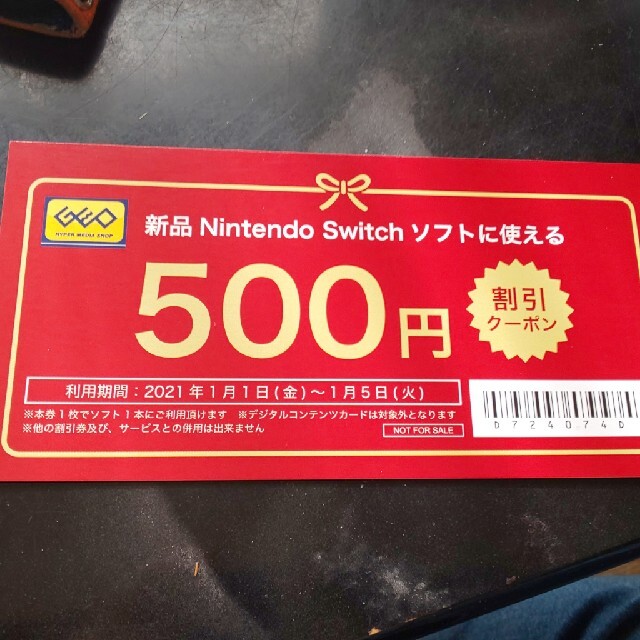 GEO
HYPER MEDIA SHOP
新品 Nintendo Switch ソフトに使える
500円
割引
クーポン
利用期間：2021年1月1日(金)～1月5日(火)
※本券1枚でソフト1本にご利用頂けます ※デジタルコンテンツカードは対象外となります
※他の割引券及び、サービスとの併用は出来ません
NOT FOR SALE
D724074D